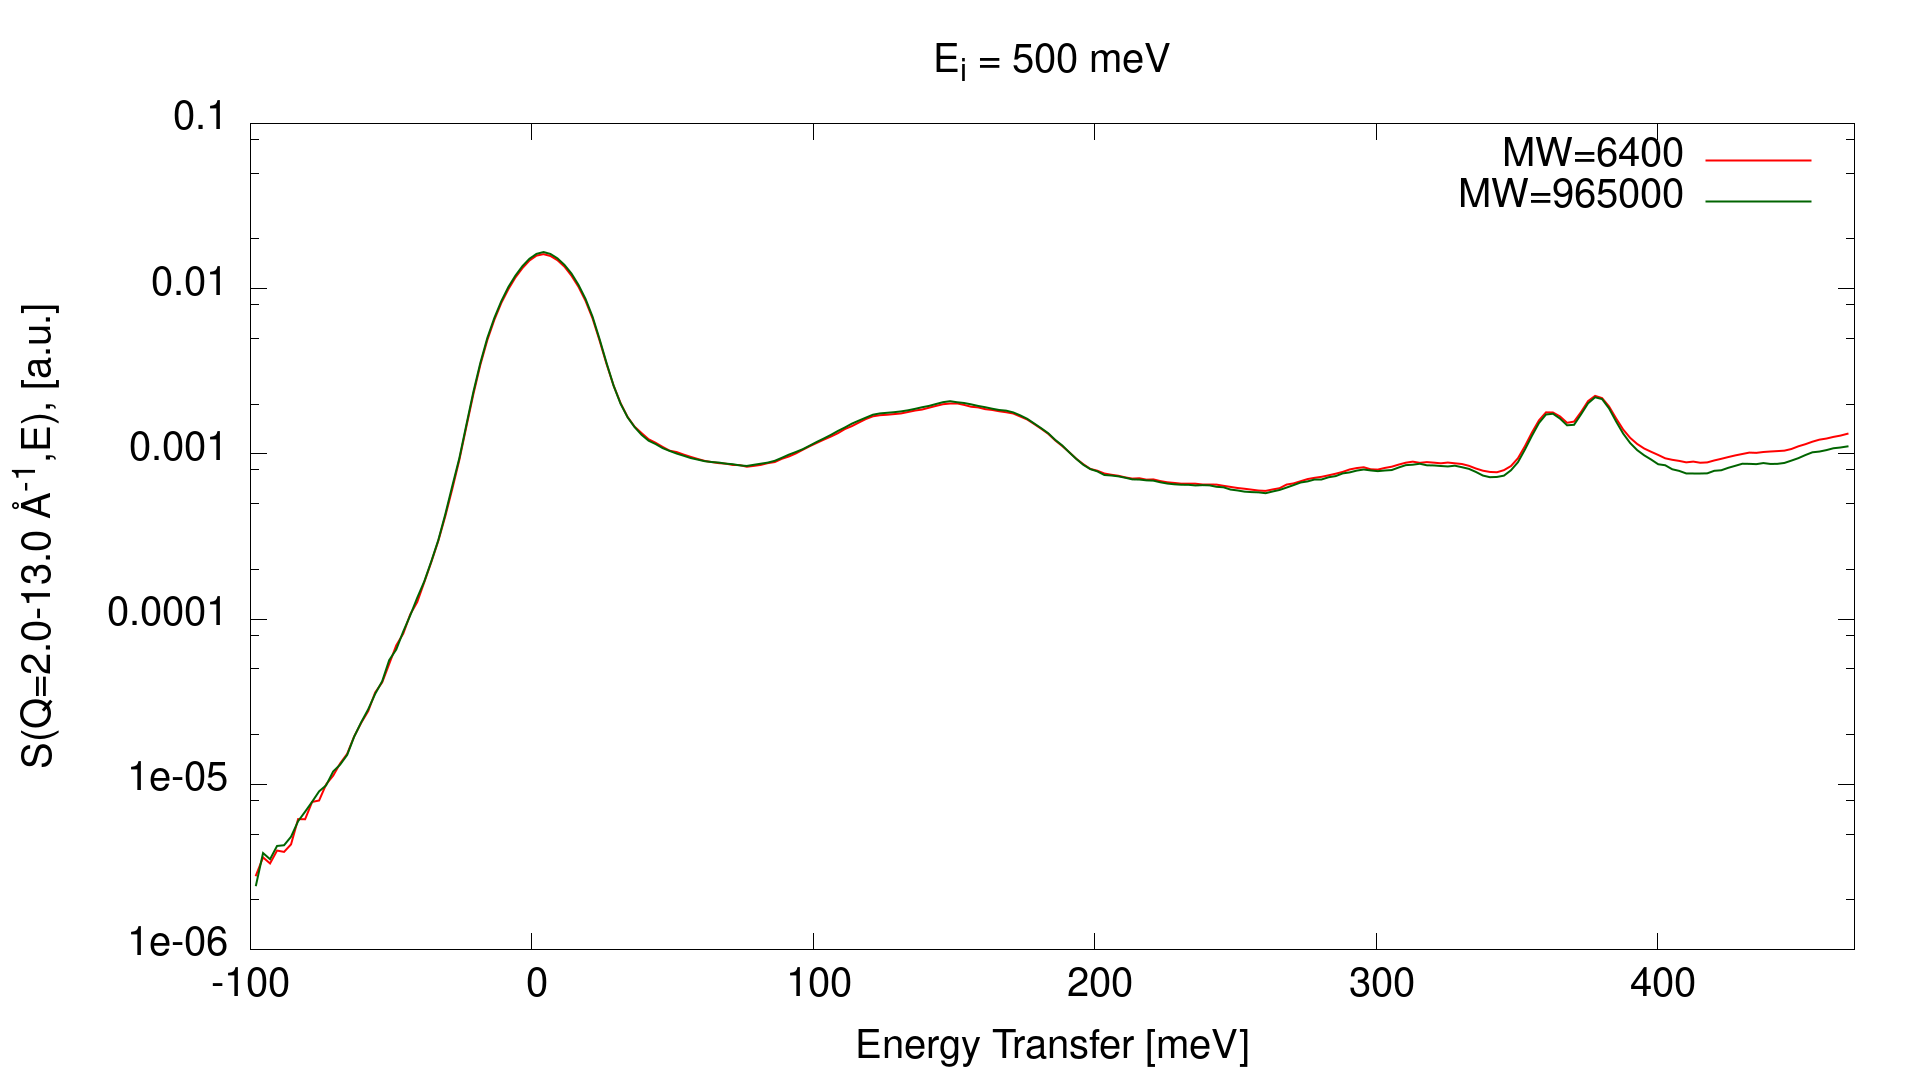 Ei = 500 meV
MW=6400
MW=965000
0.1
0.01
0.001
0.0001
1e-05
1e-06
S(Q=2.0-13.0 Å-1,E), [a.u.]
-100 0 100 200 300 400
Energy Transfer [meV]